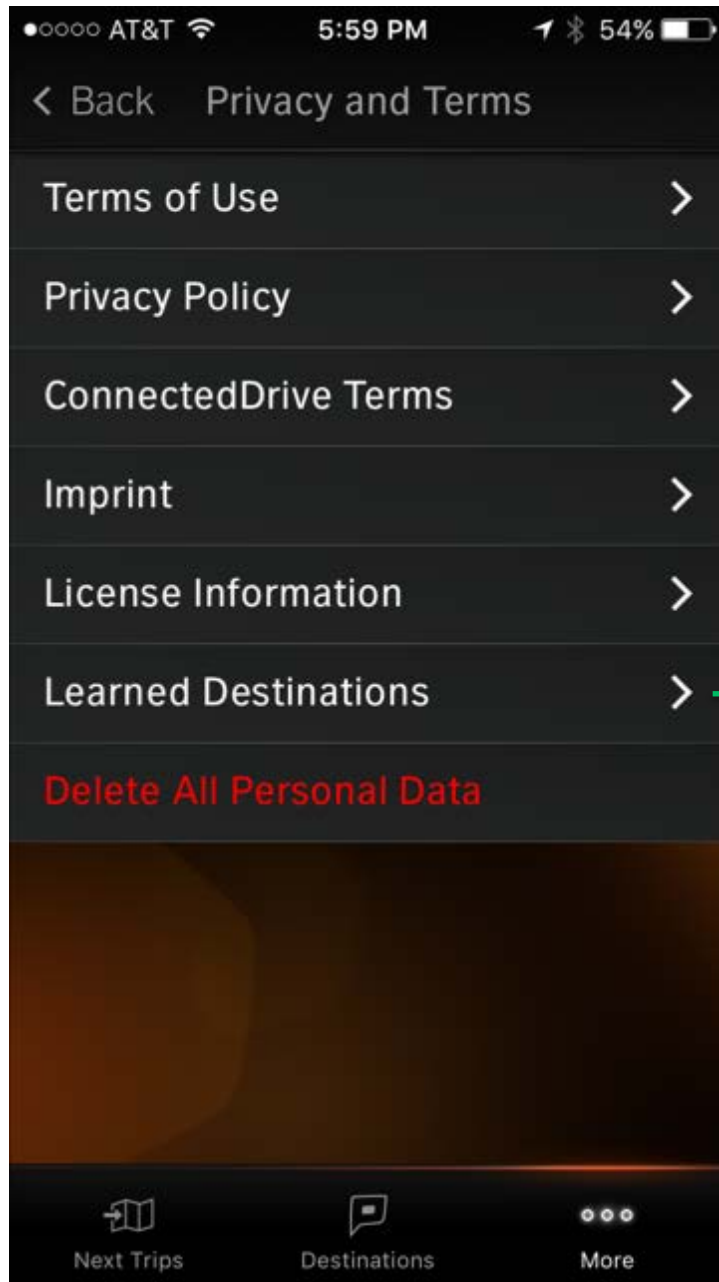 AT&T 5:59 PM 54%
Back Privacy and Terms
Terms of Use
Privacy Policy
ConnectedDrive Terms
Imprint
License Information
Learned Destinations
Delete All Personal Data
Next Trips Destinations More